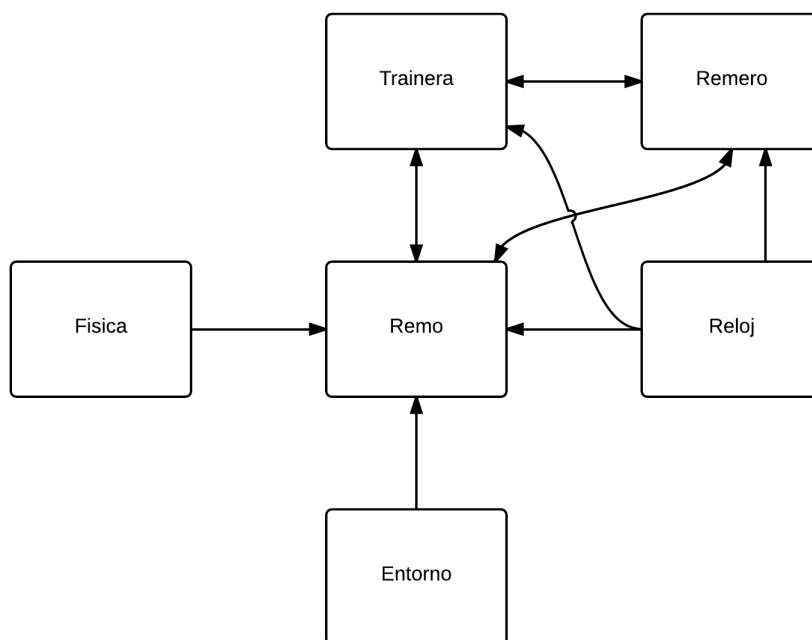 Trainera
Remero
Fisica
Remo
Reloj
Entorno